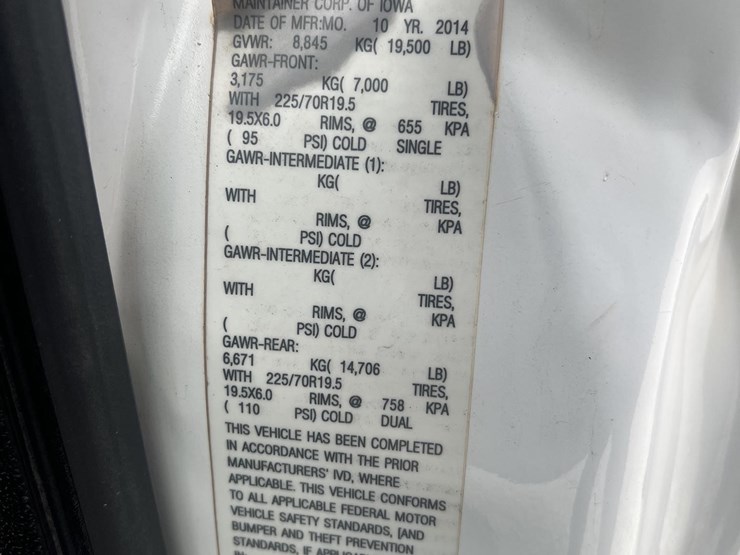 MAINTAINER CORP. OF IOWA
DATE OF MFR:MO. 10 YR. 2014
GVWR: 8,845 KG( 19,500 LB)
GAWR-FRONT:
3,175 KG( 7,000 LB)
WITH 225/70R19.5 TIRES,
19.5X6.0 RIMS, @ 655 KPA
( 95 PSI) COLD SINGLE
GAWR-INTERMEDIATE (1):
KG( LB)
WITH TIRES,
RIMS, @ KPA
( PSI) COLD
GAWR-INTERMEDIATE (2):
KG( LB)
WITH TIRES,
RIMS, @ KPA
( PSI) COLD
GAWR-REAR:
6,671 KG( 14,706 LB)
WITH 225/70R19.5 TIRES,
19.5X6.0 RIMS, @ 758 KPA
( 110 PSI) COLD DUAL
THIS VEHICLE HAS BEEN COMPLETED
IN ACCORDANCE WITH THE PRIOR
MANUFACTURERS' IVD, WHERE
APPLICABLE. THIS VEHICLE CONFORMS
TO ALL APPLICABLE FEDERAL MOTOR
VEHICLE SAFETY STANDARDS, [AND
BUMPER AND THEFT PREVENTION
STANDARDS, IF